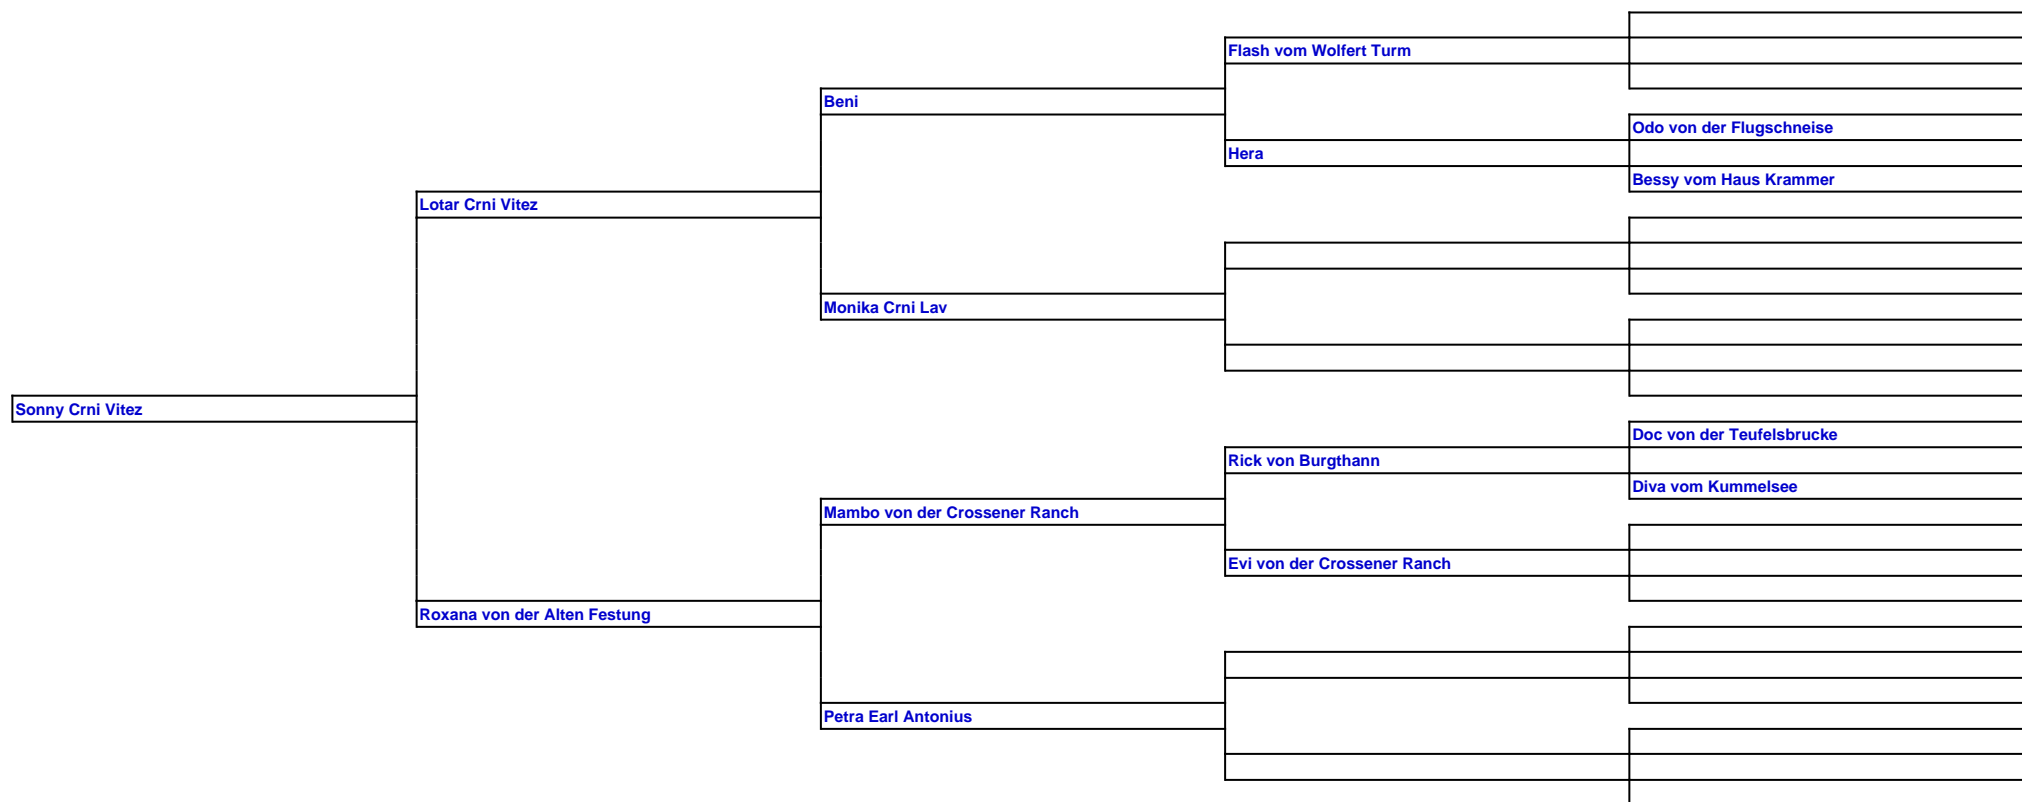 Flash vom Wolfert Turm
Beni
Odo von der Flugschneise
Hera
Bessy vom Haus Krammer
Lotar Crni Vitez
Monika Crni Lav
Sonny Crni Vitez
Doc von der Teufelsbrucke
Rick von Burgthann
Diva vom Kummelsee
Mambo von der Crossener Ranch
Evi von der Crossener Ranch
Roxana von der Alten Festung
Petra Earl Antonius